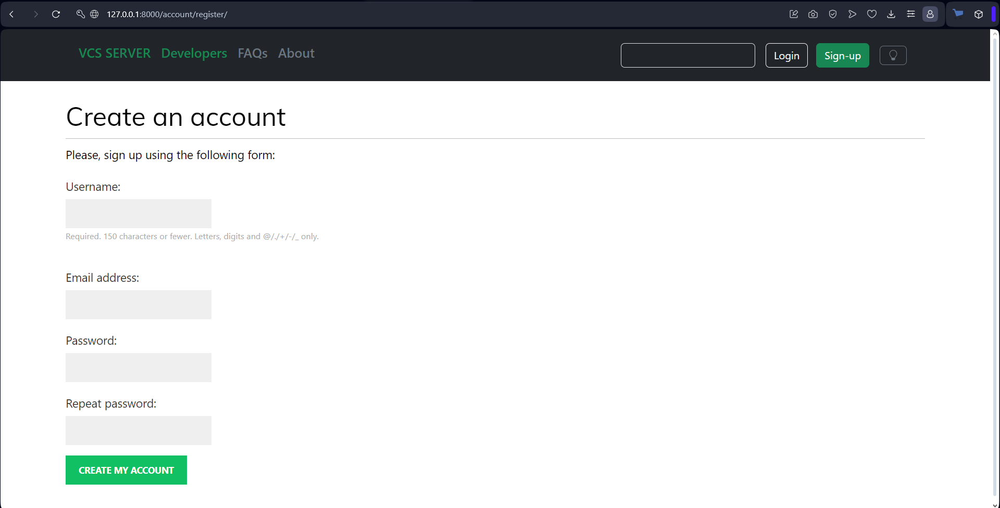 127.0.0.1:8000/account/register/
VCS SERVER Developers FAQs About Login Sign-up
Create an account
Please, sign up using the following form:
Username:
Required. 150 characters or fewer. Letters, digits and @/./+/-/_ only.
Email address:
Password:
Repeat password:
CREATE MY ACCOUNT